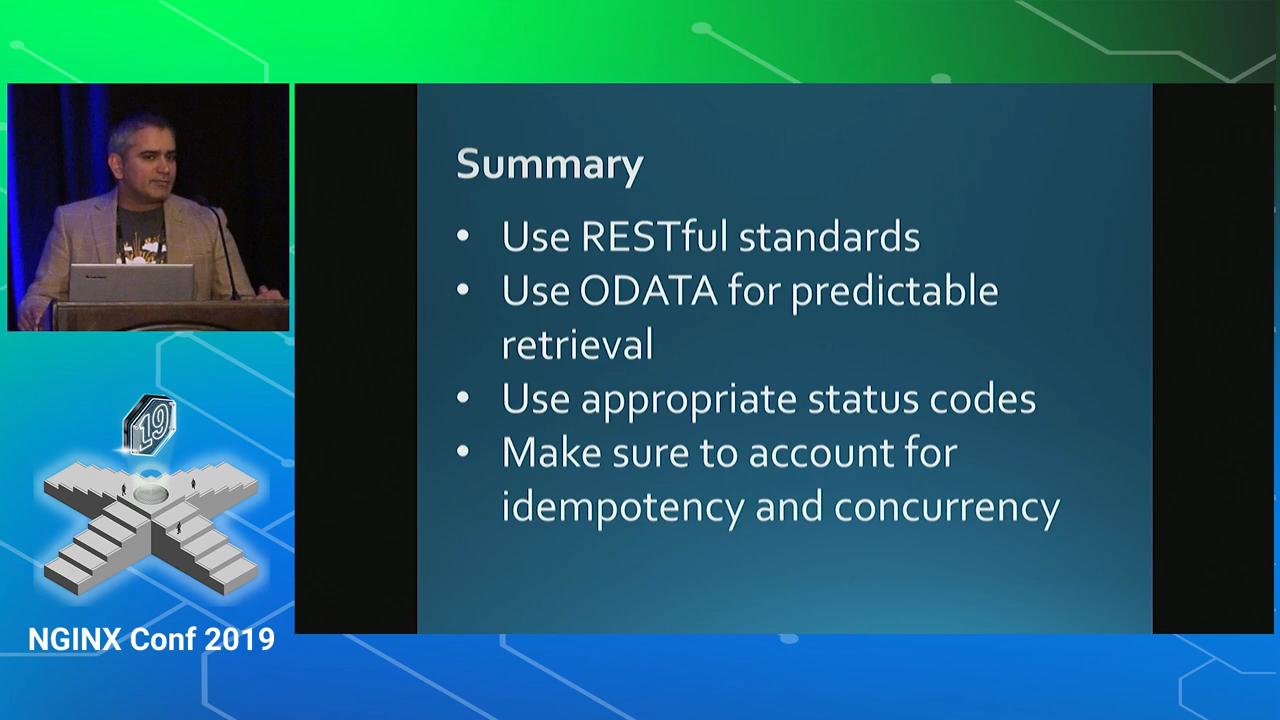 Summary
• Use RESTful standards
• Use ODATA for predictable
retrieval
• Use appropriate status codes
• Make sure to account for
idempotency and concurrency
19
NGINX Conf 2019